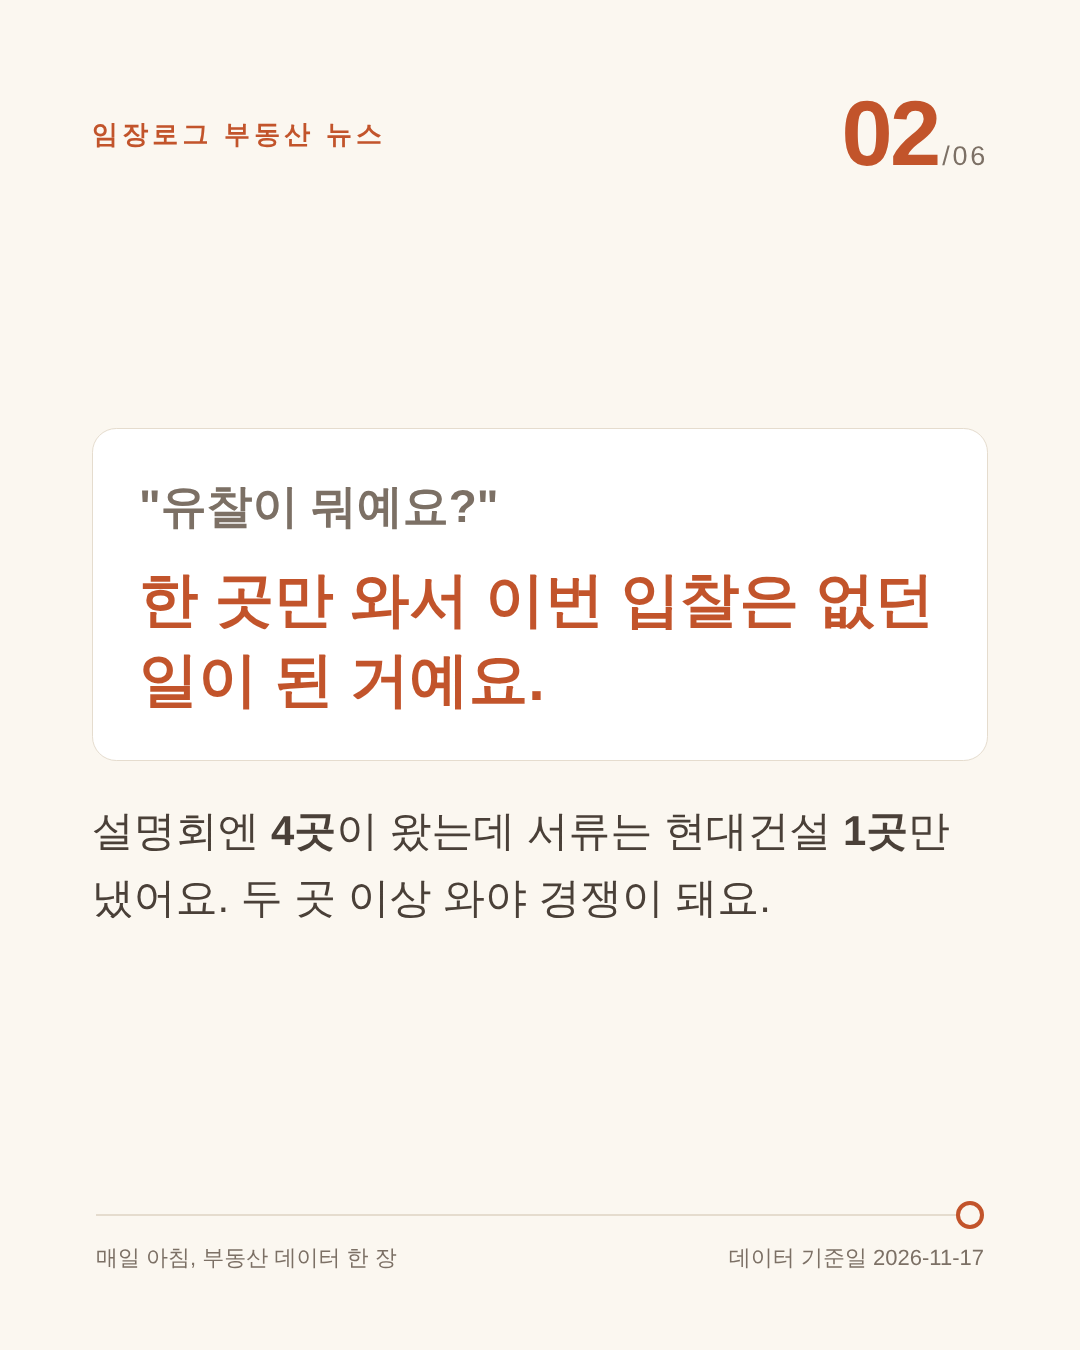 임장로그 부동산 뉴스
02/06
"유찰이 뭐예요?"
한 곳만 와서 이번 입찰은 없던
일이 된 거예요.
설명회엔 4곳이 왔는데 서류는 현대건설 1곳만
냈어요. 두 곳 이상 와야 경쟁이 돼요.
매일 아침, 부동산 데이터 한 장
데이터 기준일 2026-11-17